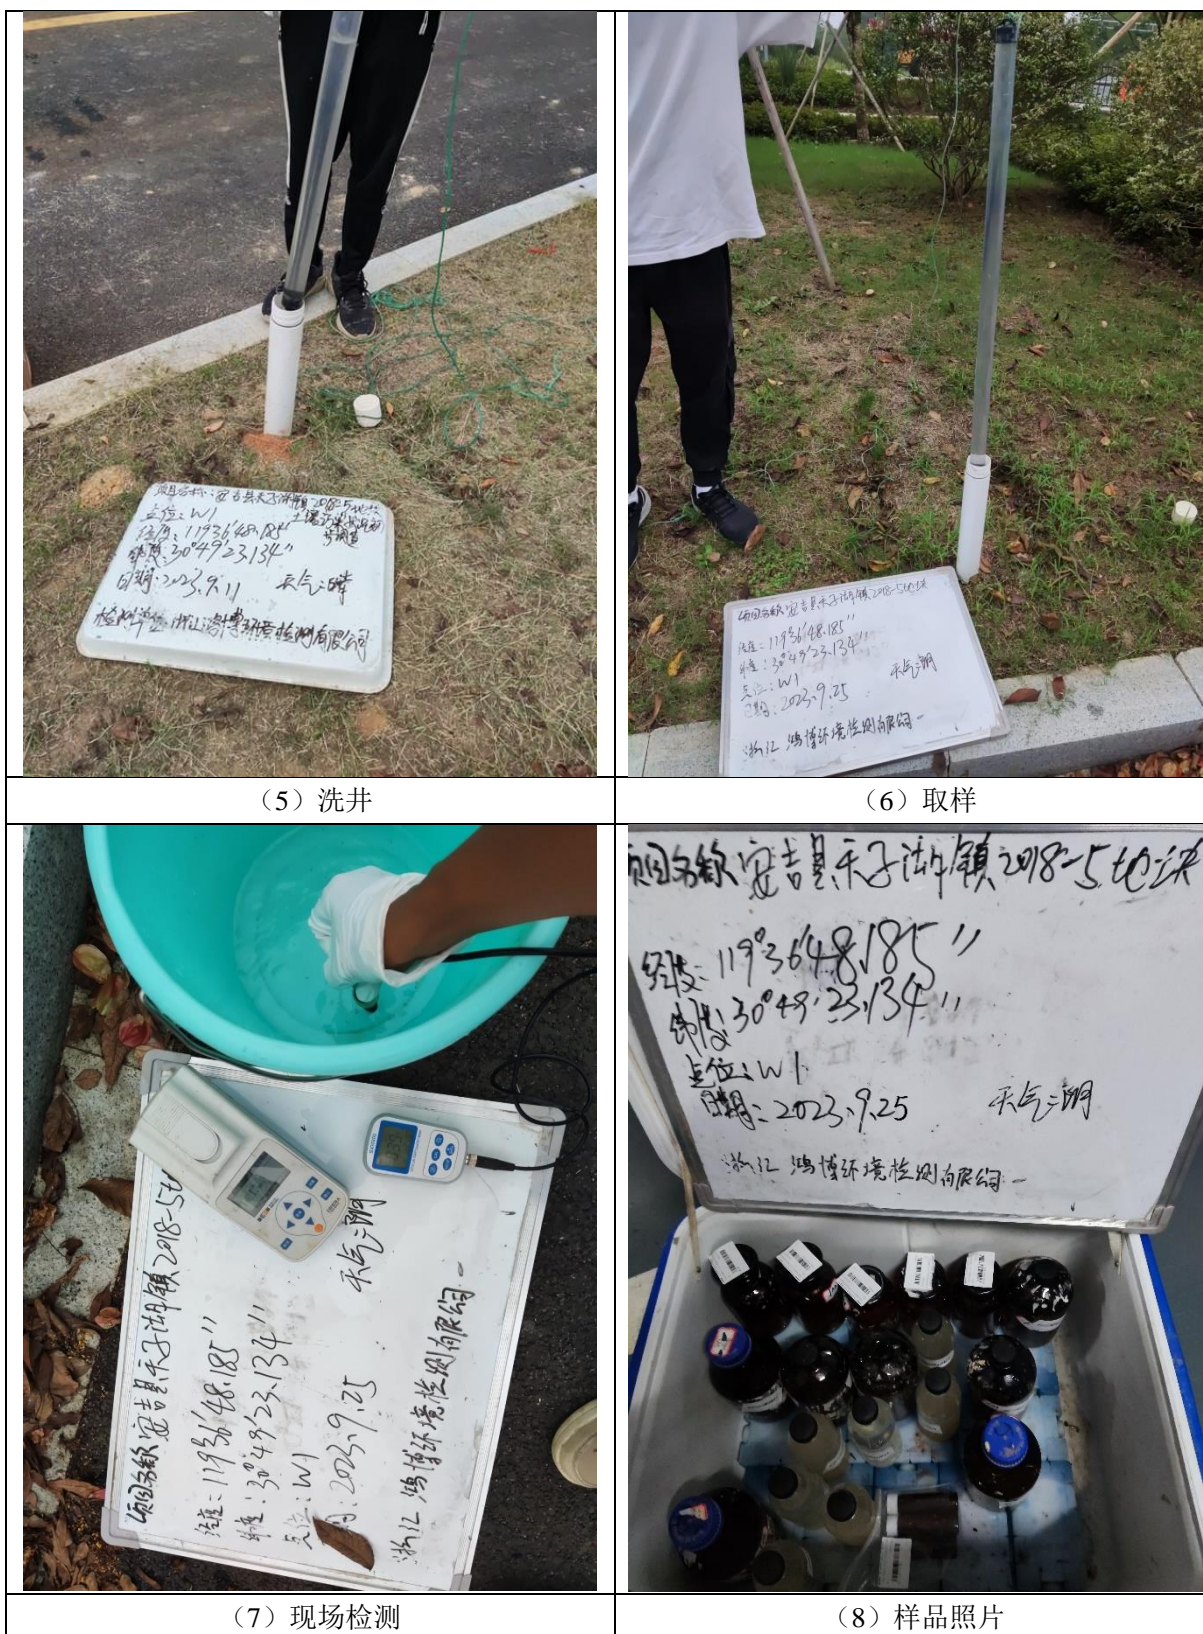 项目名称:安吉县天子湖镇2018-5地块
土壤污染状况初
步调查
点位:W1
经度:119°36′48.185″
纬度:30°49′23.134″
日期:2023.9.11 天气:晴
检测单位:浙江鸿博环境检测有限公司
项目名称:安吉县天子湖镇2018-5地块
经度:119°36′48.185″
纬度:30°49′23.134″
点位:W1
日期:2023.9.25 天气:阴
浙江鸿博环境检测有限公司
(5)洗井
(6)取样
项目名称 安吉县天子湖镇2018-5
经度:119°36′48.185″
纬度:30°49′23.134″
点位:W1
2023.9.25 天气:阴
浙江鸿博环境检测有限公司
项目名称:安吉县天子湖镇2018-5地块
经度:119°36′48.185″
纬度:30°49′23.134″
点位:W1
日期:2023.9.25 天气:阴
浙江鸿博环境检测有限公司
(7)现场检测
(8)样品照片